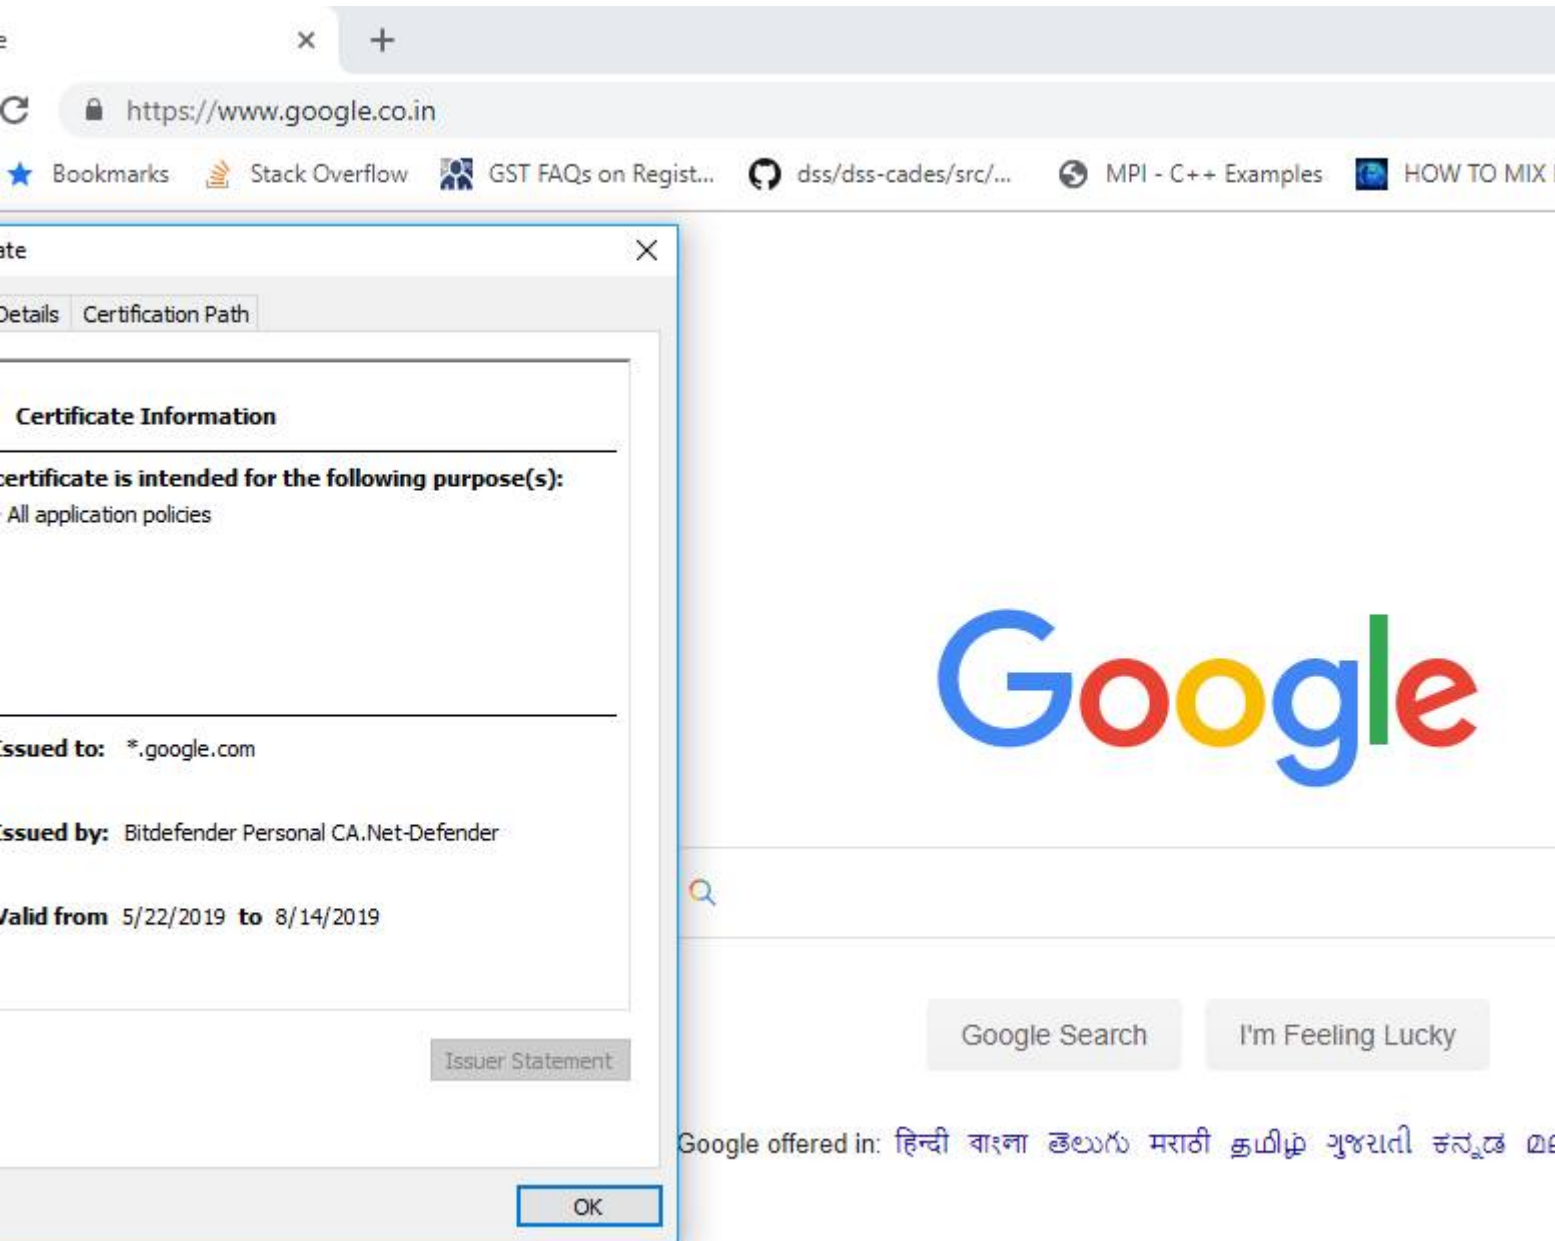 e
https://www.google.co.in
Bookmarks Stack Overflow GST FAQs on Regist... dss/dss-cades/src/... MPI - C++ Examples HOW TO MIX
ate
Details Certification Path
Certificate Information
certificate is intended for the following purpose(s):
All application policies
Issued to: *.google.com
Issued by: Bitdefender Personal CA.Net-Defender
Valid from 5/22/2019 to 8/14/2019
Issuer Statement
OK
Google
Google Search I'm Feeling Lucky
Google offered in: हिन्दी বাংলা తెలుగు मराठी தமிழ் ગુજરાતી ಕನ್ನಡ